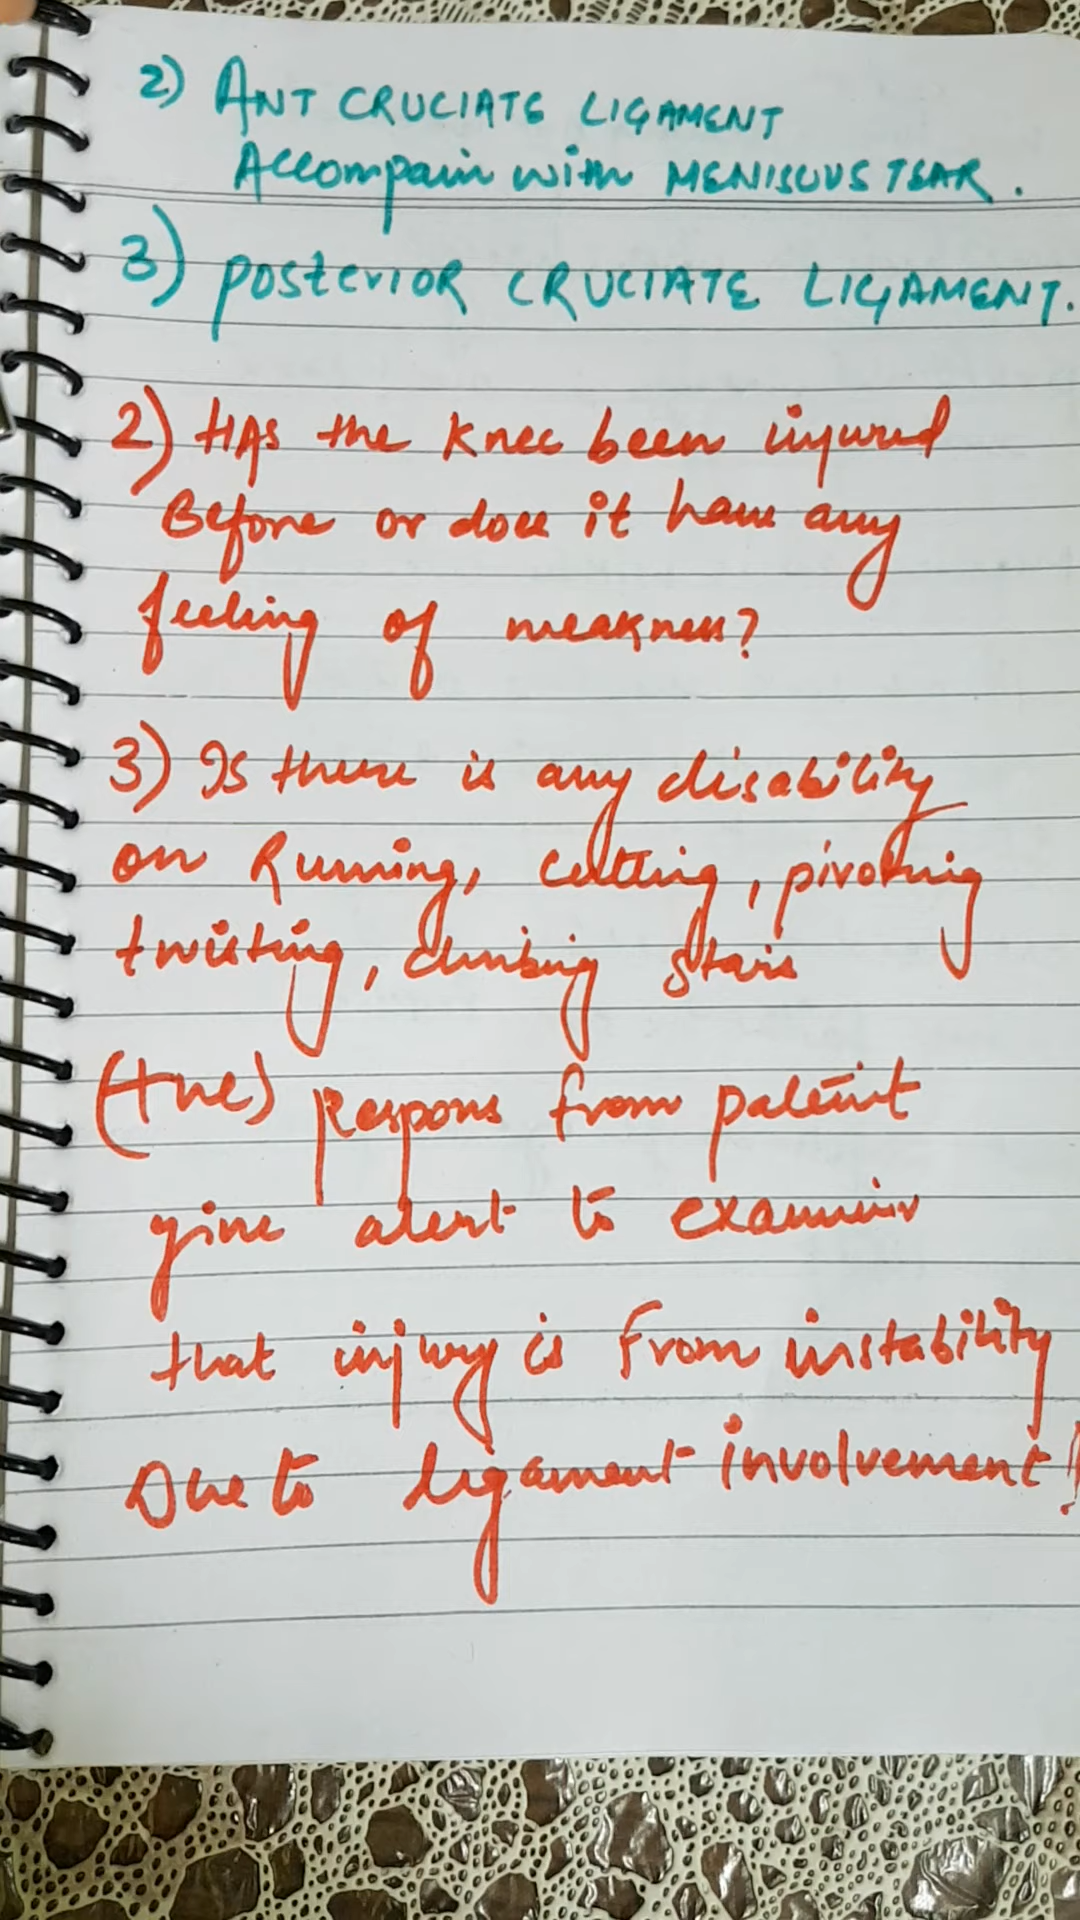 2) ANT CRUCIATE LIGAMENT
Accompain with MENISCUS TEAR.
3) POSTERIOR CRUCIATE LIGAMENT.
2) HAs the knee been injured
Before or does it have any
feeling of weakness?
3) Is there is any disability
on Running, cutting, pivoting
twisting, climbing stairs
(+ve) Respons from patient
give alert to examiner
that injury is from instability
Due to ligament involvement!